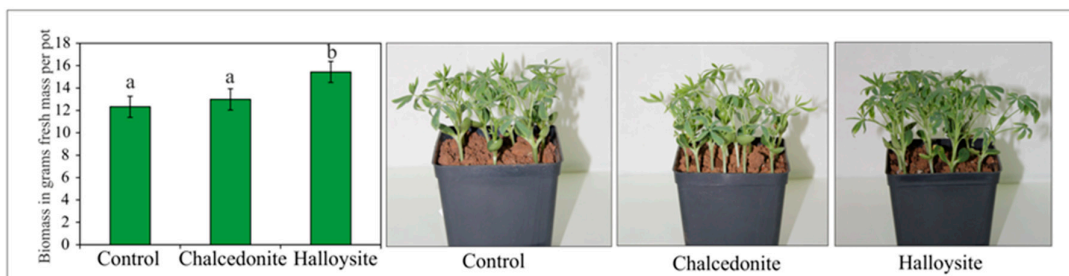 Biomass in grams fresh mass per pot
18
16
14
12
10
8
6
4
2
0
a
a
b
Control
Chalcedonite
Halloysite
Control
Chalcedonite
Halloysite